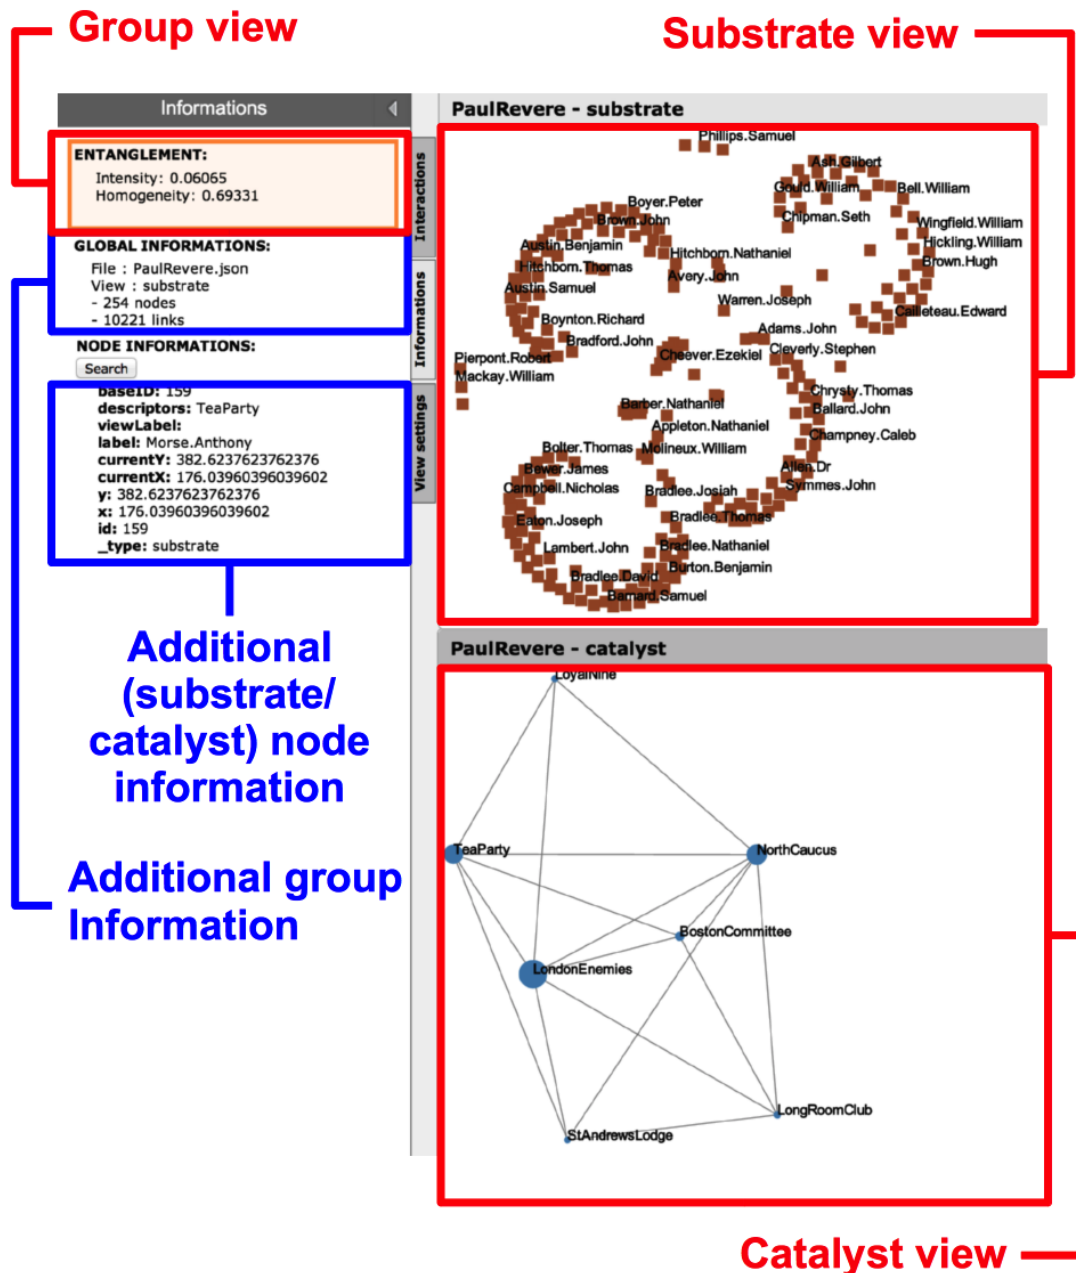 Group view
Substrate view
Informations
PaulRevere - substrate
ENTANGLEMENT:
Intensity: 0.06065
Homogeneity: 0.69331
GLOBAL INFORMATIONS:
File : PaulRevere.json
View : substrate
- 254 nodes
- 10221 links
NODE INFORMATIONS:
Search
baseID: 159
descriptors: TeaParty
viewLabel:
label: Morse.Anthony
currentY: 382.6237623762376
currentX: 176.03960396039602
y: 382.6237623762376
x: 176.03960396039602
id: 159
_type: substrate
Interactions
Informations
View settings
Phillips.Samuel
Ash.Gilbert
Gould.William
Bell.William
Boyer.Peter
Chipman.Seth
Brown.John
Wingfield.William
Austin.Benjamin
Hitchborn.Nathaniel
Hickling.William
Hitchborn.Thomas
Avery.John
Brown.Hugh
Austin.Samuel
Warren.Joseph
Cailleteau.Edward
Boynton.Richard
Adams.John
Bradford.John
Cleverly.Stephen
Pierpont.Robert
Cheever.Ezekiel
Mackay.William
Chrysty.Thomas
Barber.Nathaniel
Ballard.John
Appleton.Nathaniel
Champney.Caleb
Bolter.Thomas
Molineux.William
Bewer.James
Allen.Dr
Campbell.Nicholas
Bradlee.Josiah
Symmes.John
Eaton.Joseph
Bradlee.Thomas
Lambert.John
Bradlee.Nathaniel
Bradlee.David
Burton.Benjamin
Barnard.Samuel
PaulRevere - catalyst
LoyalNine
TeaParty
NorthCaucus
BostonCommittee
LondonEnemies
LongRoomClub
StAndrewsLodge
Additional
(substrate/
catalyst) node
information
Additional group
Information
Catalyst view